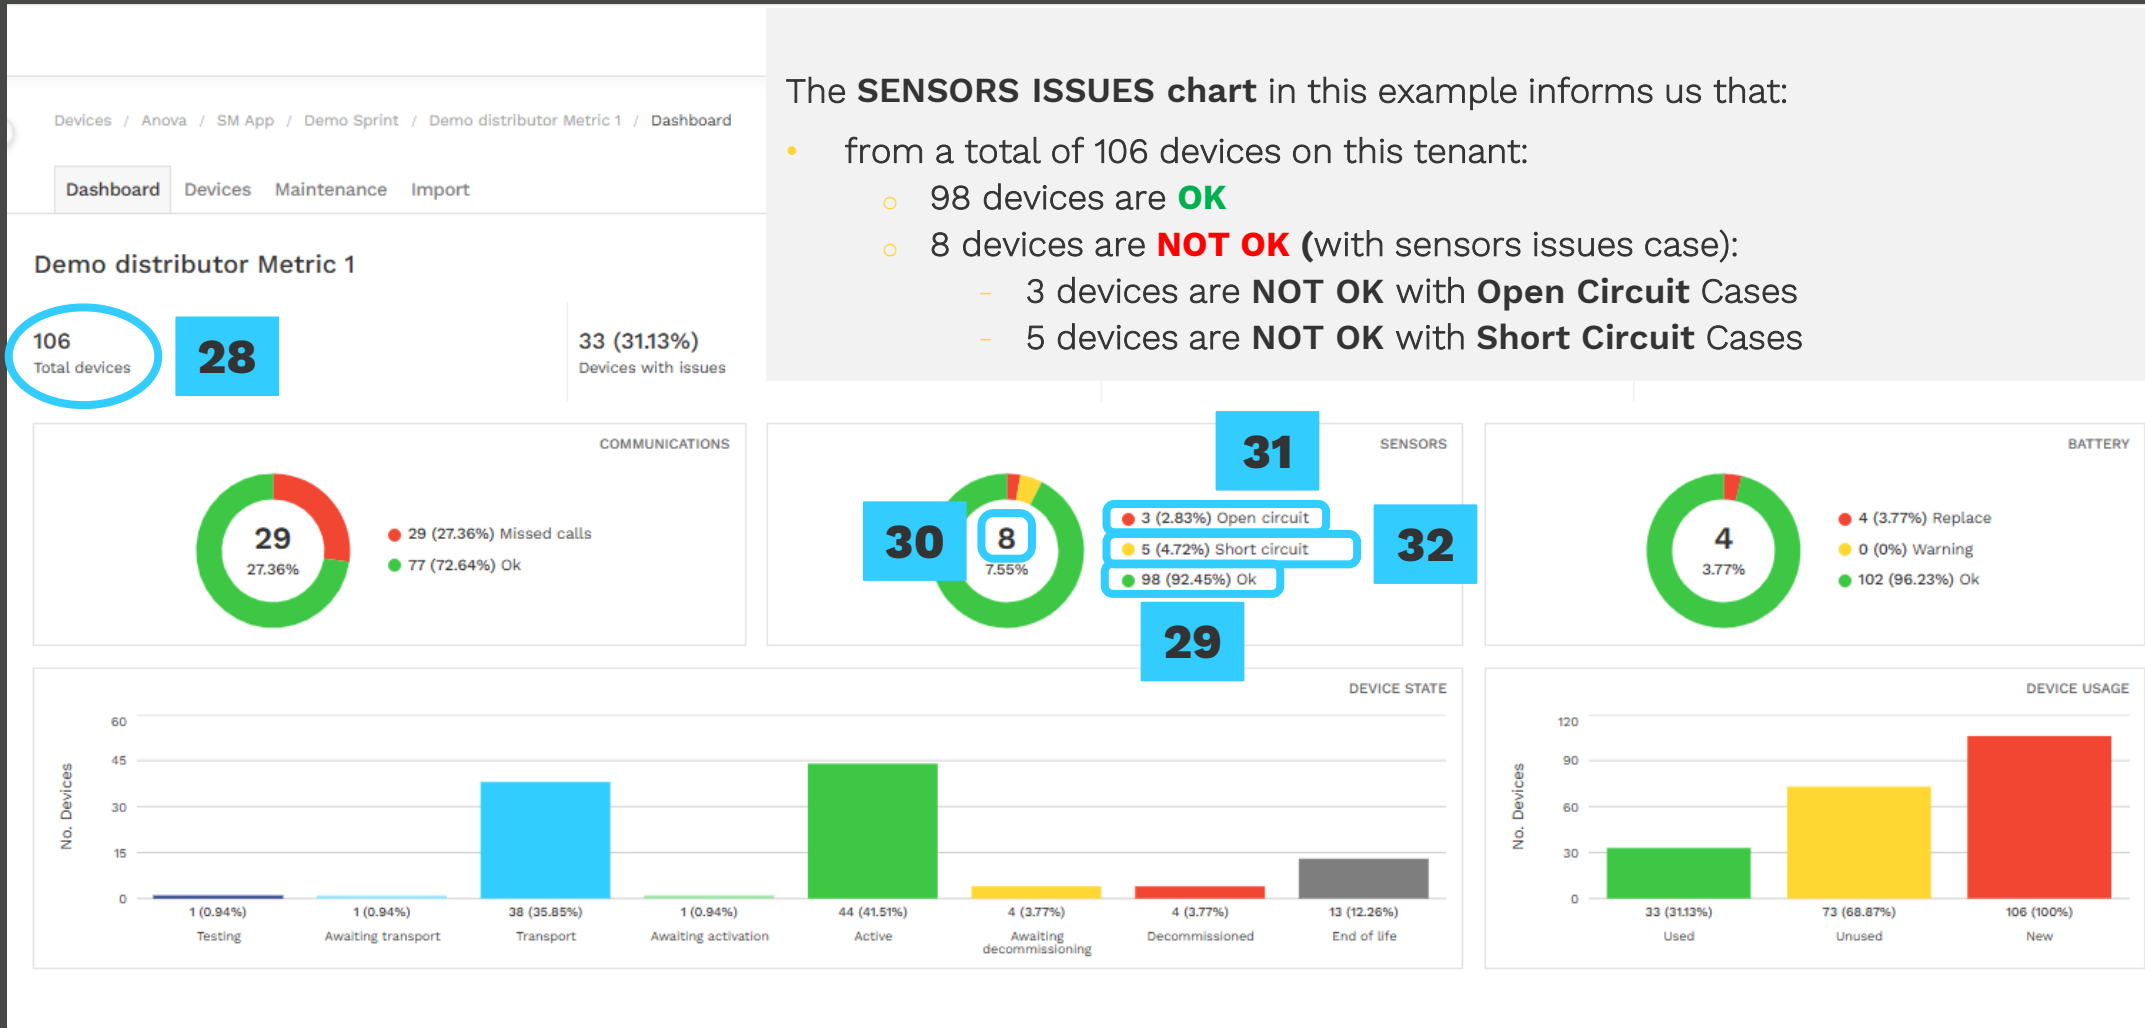 The SENSORS ISSUES chart in this example informs us that:
• from a total of 106 devices on this tenant:
o 98 devices are OK
o 8 devices are NOT OK (with sensors issues case):
- 3 devices are NOT OK with Open Circuit Cases
- 5 devices are NOT OK with Short Circuit Cases
Devices / Anova / SM App / Demo Sprint / Demo distributor Metric 1 / Dashboard
Dashboard Devices Maintenance Import
Demo distributor Metric 1
106
Total devices
28
33 (31.13%)
Devices with issues
COMMUNICATIONS
29
27.36%
29 (27.36%) Missed calls
77 (72.64%) Ok
SENSORS
31
30
8
7.55%
3 (2.83%) Open circuit
5 (4.72%) Short circuit
98 (92.45%) Ok
32
29
BATTERY
4
3.77%
4 (3.77%) Replace
0 (0%) Warning
102 (96.23%) Ok
DEVICE STATE
No. Devices
60
45
30
15
0
1 (0.94%)
Testing
1 (0.94%)
Awaiting transport
38 (35.85%)
Transport
1 (0.94%)
Awaiting activation
44 (41.51%)
Active
4 (3.77%)
Awaiting
decommissioning
4 (3.77%)
Decommissioned
13 (12.26%)
End of life
DEVICE USAGE
No. Devices
120
90
60
30
0
33 (31.13%)
Used
73 (68.87%)
Unused
106 (100%)
New